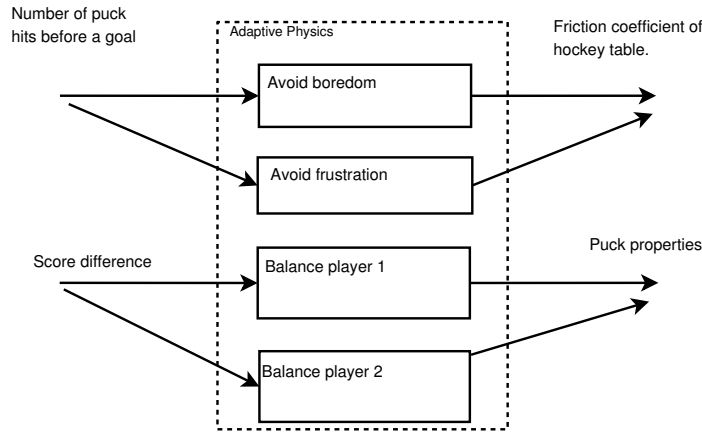 Number of puck
hits before a goal
Adaptive Physics
Friction coefficient of
hockey table.
Avoid boredom
Avoid frustration
Score difference
Balance player 1
Puck properties
Balance player 2